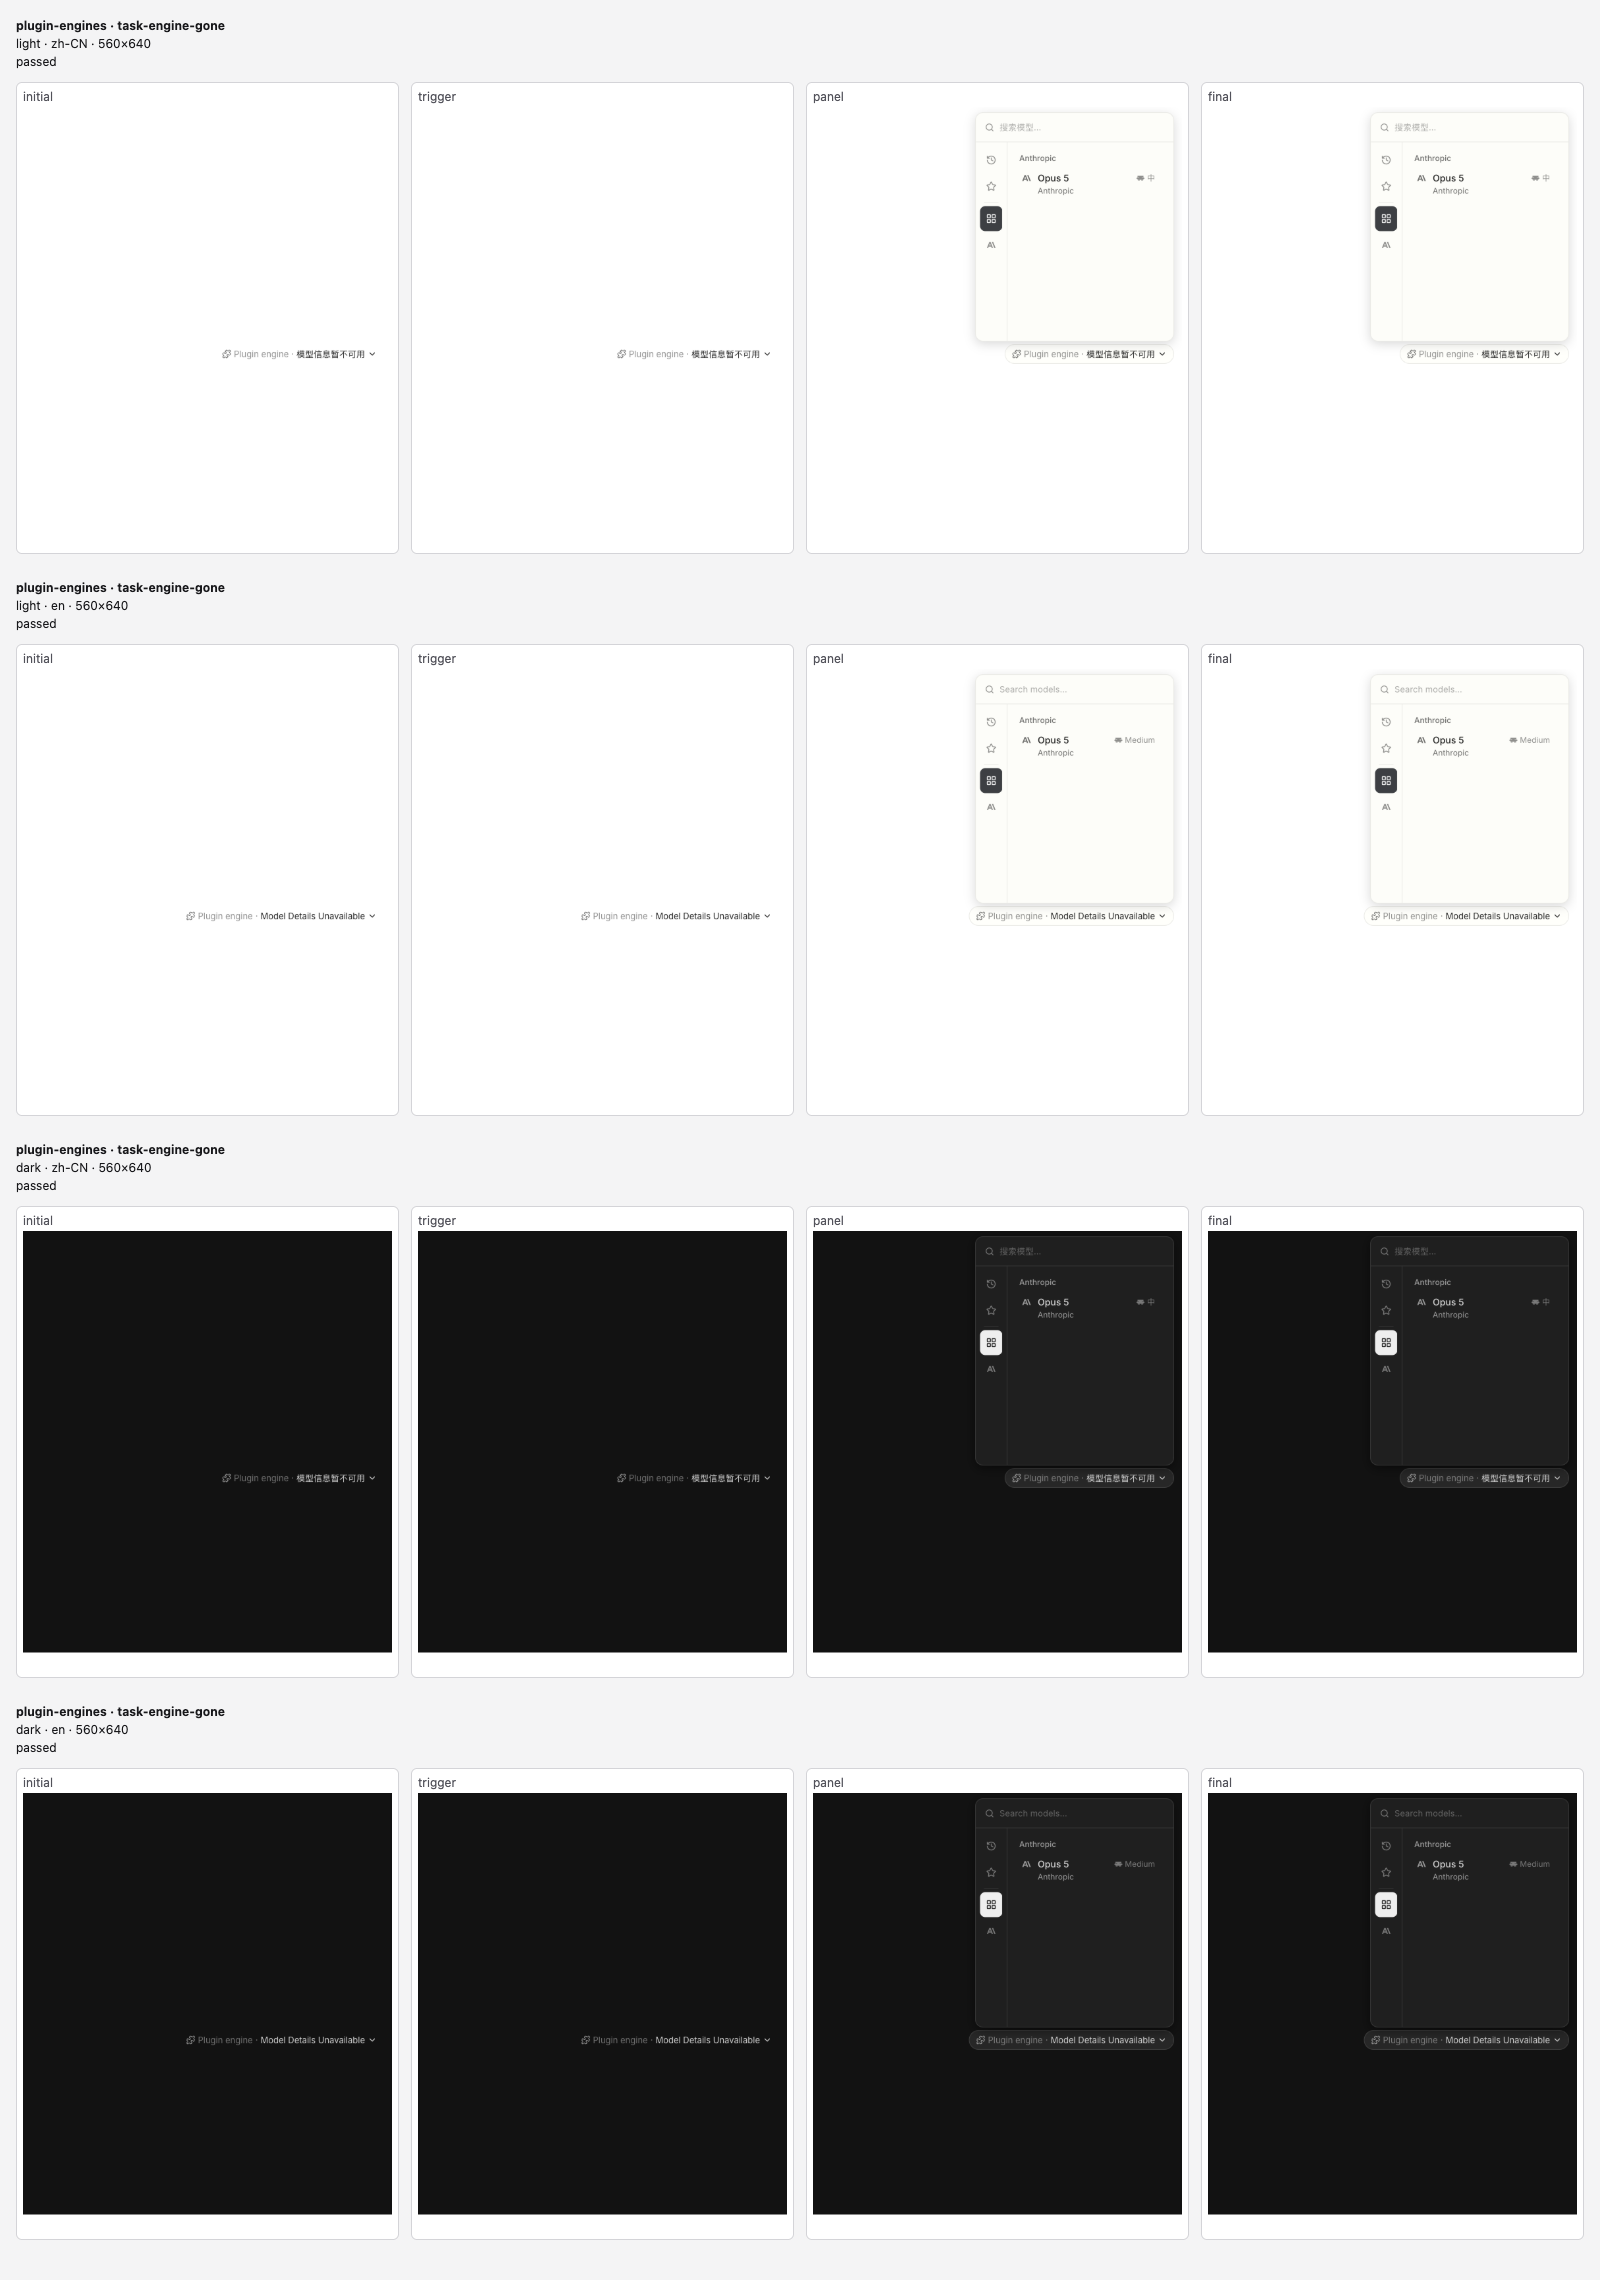 plugin-engines · task-engine-gone
light · zh-CN · 560×640
passed
initial
trigger
panel
final
搜索模型...
搜索模型...
Anthropic
Anthropic
Opus 5
中
Opus 5
中
Anthropic
Anthropic
Plugin engine · 模型信息暂不可用
Plugin engine · 模型信息暂不可用
Plugin engine · 模型信息暂不可用
Plugin engine · 模型信息暂不可用
plugin-engines · task-engine-gone
light · en · 560×640
passed
initial
trigger
panel
final
Search models...
Search models...
Anthropic
Anthropic
Opus 5
Medium
Opus 5
Medium
Anthropic
Anthropic
Plugin engine · Model Details Unavailable
Plugin engine · Model Details Unavailable
Plugin engine · Model Details Unavailable
Plugin engine · Model Details Unavailable
plugin-engines · task-engine-gone
dark · zh-CN · 560×640
passed
initial
trigger
panel
final
搜索模型...
搜索模型...
Anthropic
Anthropic
Opus 5
中
Opus 5
中
Anthropic
Anthropic
Plugin engine · 模型信息暂不可用
Plugin engine · 模型信息暂不可用
Plugin engine · 模型信息暂不可用
Plugin engine · 模型信息暂不可用
plugin-engines · task-engine-gone
dark · en · 560×640
passed
initial
trigger
panel
final
Search models...
Search models...
Anthropic
Anthropic
Opus 5
Medium
Opus 5
Medium
Anthropic
Anthropic
Plugin engine · Model Details Unavailable
Plugin engine · Model Details Unavailable
Plugin engine · Model Details Unavailable
Plugin engine · Model Details Unavailable